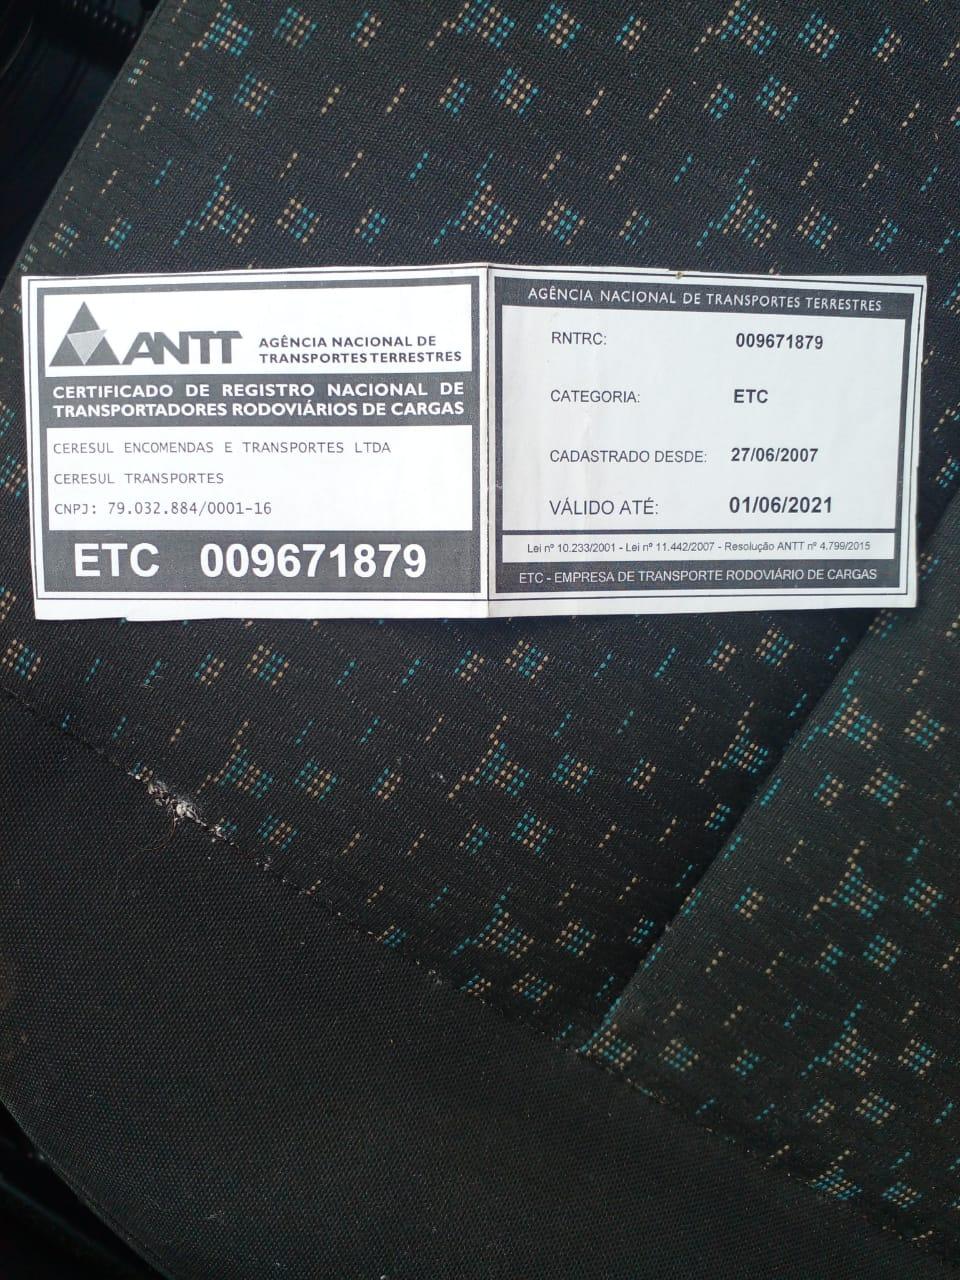 ANTT AGÊNCIA NACIONAL DE
TRANSPORTES TERRESTRES
CERTIFICADO DE REGISTRO NACIONAL DE
TRANSPORTADORES RODOVIÁRIOS DE CARGAS
CERESUL ENCOMENDAS E TRANSPORTES LTDA
CERESUL TRANSPORTES
CNPJ: 79.032.884/0001-16
ETC 009671879
AGÊNCIA NACIONAL DE TRANSPORTES TERRESTRES
RNTRC: 009671879
CATEGORIA: ETC
CADASTRADO DESDE: 27/06/2007
VÁLIDO ATÉ: 01/06/2021
Lei nº 10.233/2001 - Lei nº 11.442/2007 - Resolução ANTT nº 4.799/2015
ETC - EMPRESA DE TRANSPORTE RODOVIÁRIO DE CARGAS